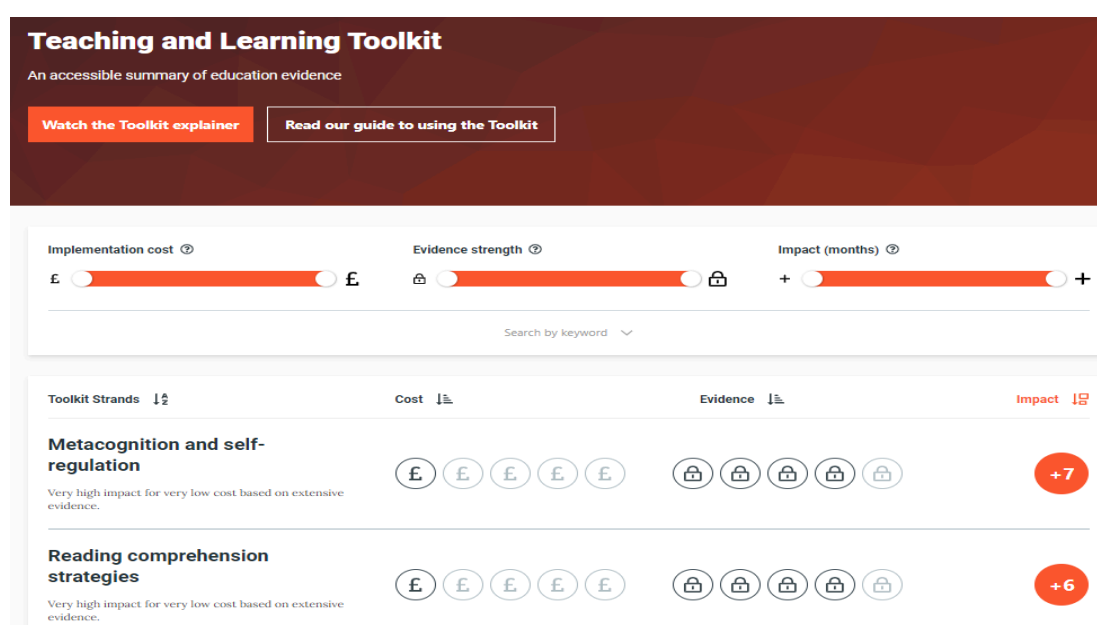 Teaching and Learning Toolkit
An accessible summary of education evidence
Watch the Toolkit explainer
Read our guide to using the Toolkit
Implementation cost
Evidence strength
Impact (months)
£ £
+ +
Search by keyword
Toolkit Strands
Cost
Evidence
Impact
Metacognition and self-
regulation
Very high impact for very low cost based on extensive
evidence.
£ £ £ £ £
+7
Reading comprehension
strategies
Very high impact for very low cost based on extensive
evidence.
£ £ £ £ £
+6